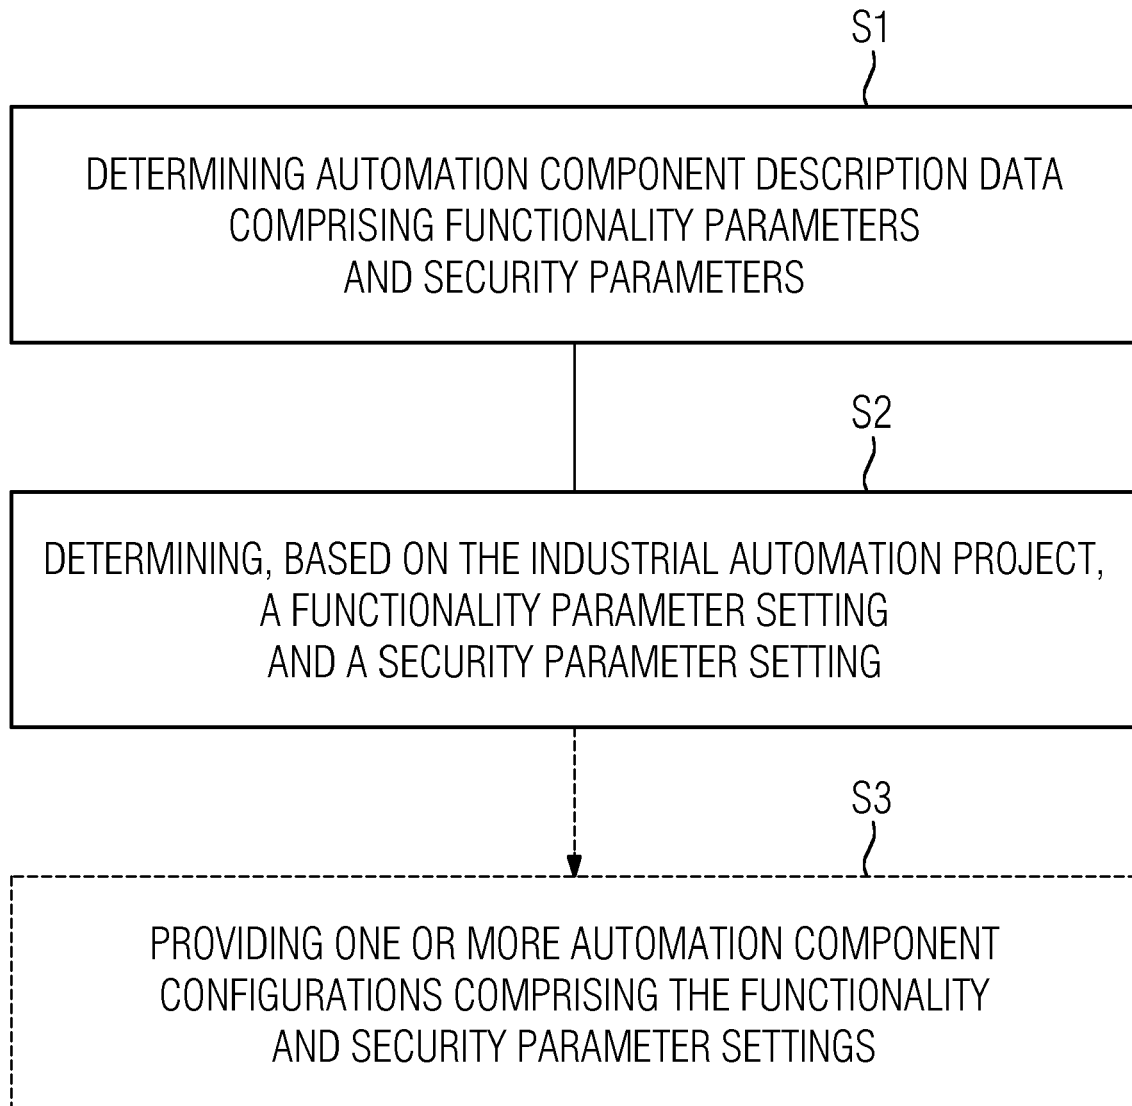 S1
DETERMINING AUTOMATION COMPONENT DESCRIPTION DATA
COMPRISING FUNCTIONALITY PARAMETERS
AND SECURITY PARAMETERS
S2
DETERMINING, BASED ON THE INDUSTRIAL AUTOMATION PROJECT,
A FUNCTIONALITY PARAMETER SETTING
AND A SECURITY PARAMETER SETTING
S3
PROVIDING ONE OR MORE AUTOMATION COMPONENT
CONFIGURATIONS COMPRISING THE FUNCTIONALITY
AND SECURITY PARAMETER SETTINGS